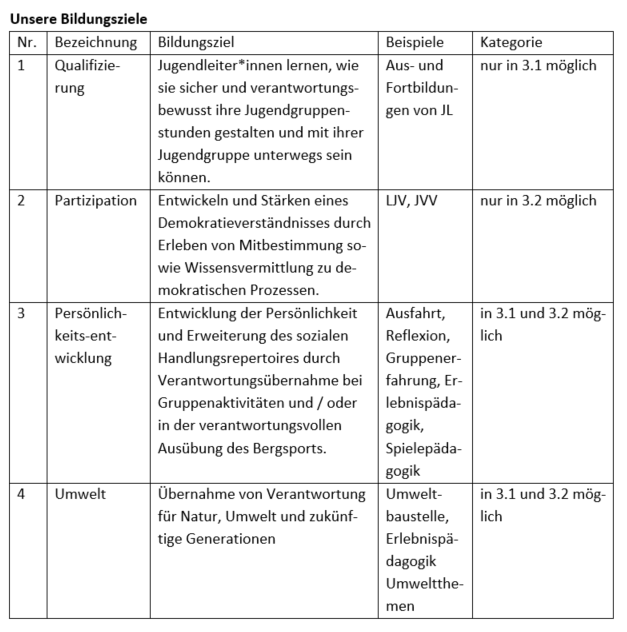 Unsere Bildungsziele
Nr. Bezeichnung Bildungsziel Beispiele Kategorie
1 Qualifizie- Jugendleiter*innen lernen, wie Aus- und nur in 3.1 möglich
rung sie sicher und verantwortungs- Fortbildun-
bewusst ihre Jugendgruppen- gen von JL
stunden gestalten und mit ihrer
Jugendgruppe unterwegs sein
können.
2 Partizipation Entwickeln und Stärken eines LJV, JVV nur in 3.2 möglich
Demokratieverständnisses durch
Erleben von Mitbestimmung so-
wie Wissensvermittlung zu de-
mokratischen Prozessen.
3 Persönlich- Entwicklung der Persönlichkeit Ausfahrt, in 3.1 und 3.2 mög-
keits-ent- und Erweiterung des sozialen Reflexion, lich
wicklung Handlungsrepertoires durch Gruppener-
Verantwortungsübernahme bei fahrung, Er-
Gruppenaktivitäten und / oder lebnispäda-
in der verantwortungsvollen gogik,
Ausübung des Bergsports. Spielepäda-
gogik
4 Umwelt Übernahme von Verantwortung Umwelt- in 3.1 und 3.2 mög-
für Natur, Umwelt und zukünf- baustelle, lich
tige Generationen Erlebnispä-
dagogik
Umweltthe-
men